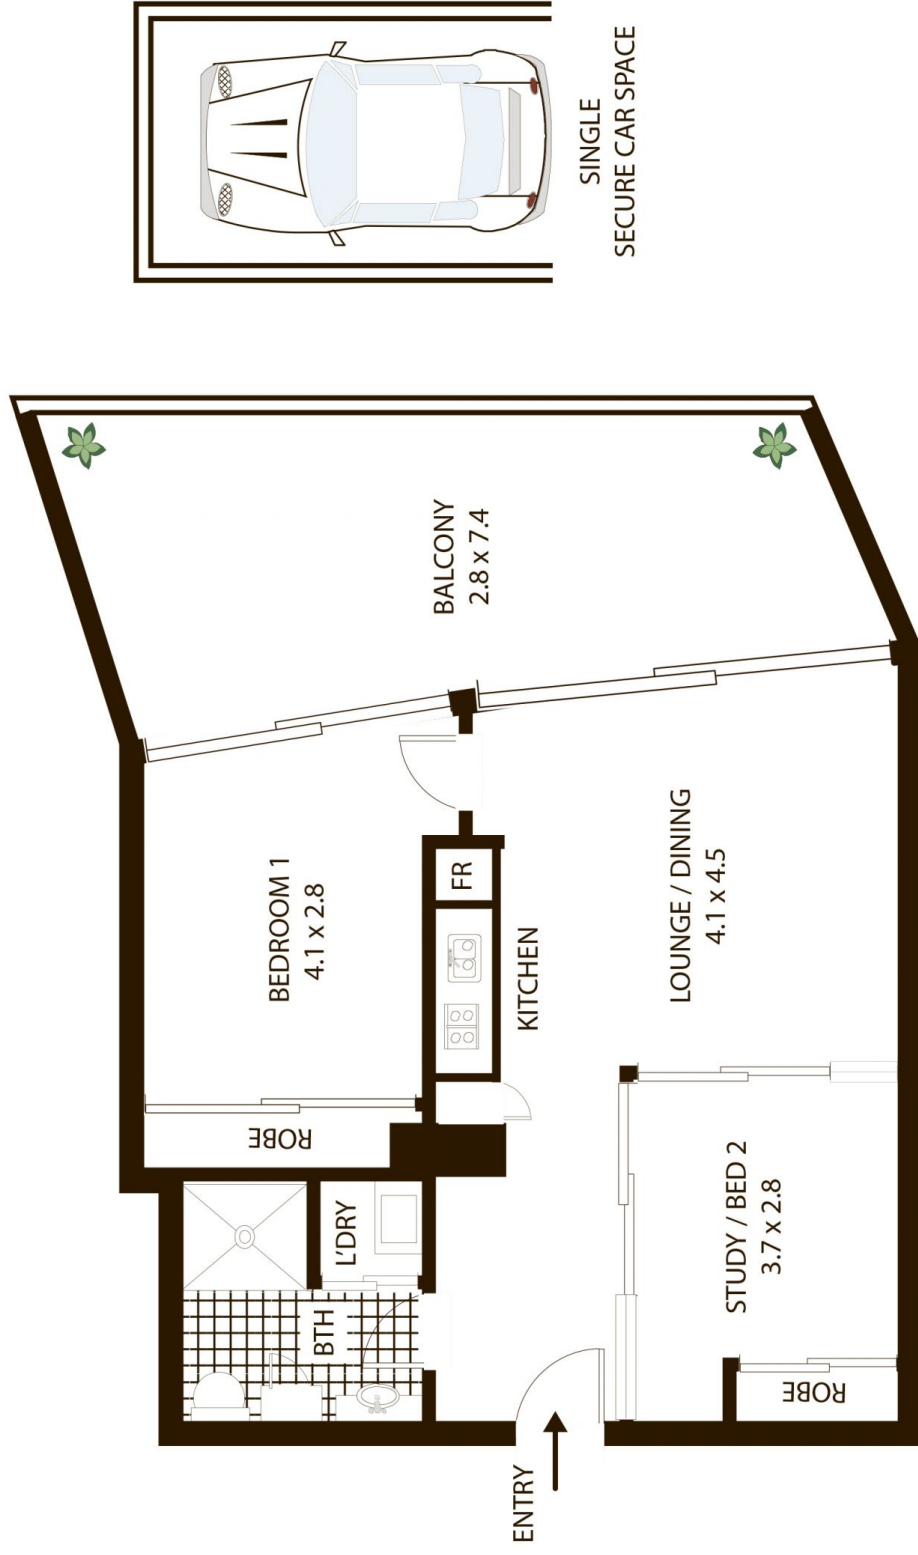 SINGLE
SECURE CAR SPACE
BALCONY
2.8 x 7.4
BEDROOM 1
4.1 x 2.8
FR
KITCHEN
LOUNGE / DINING
4.1 x 4.5
ROBE
L'DRY
BTH
STUDY / BED 2
3.7 x 2.8
ROBE
ENTRY